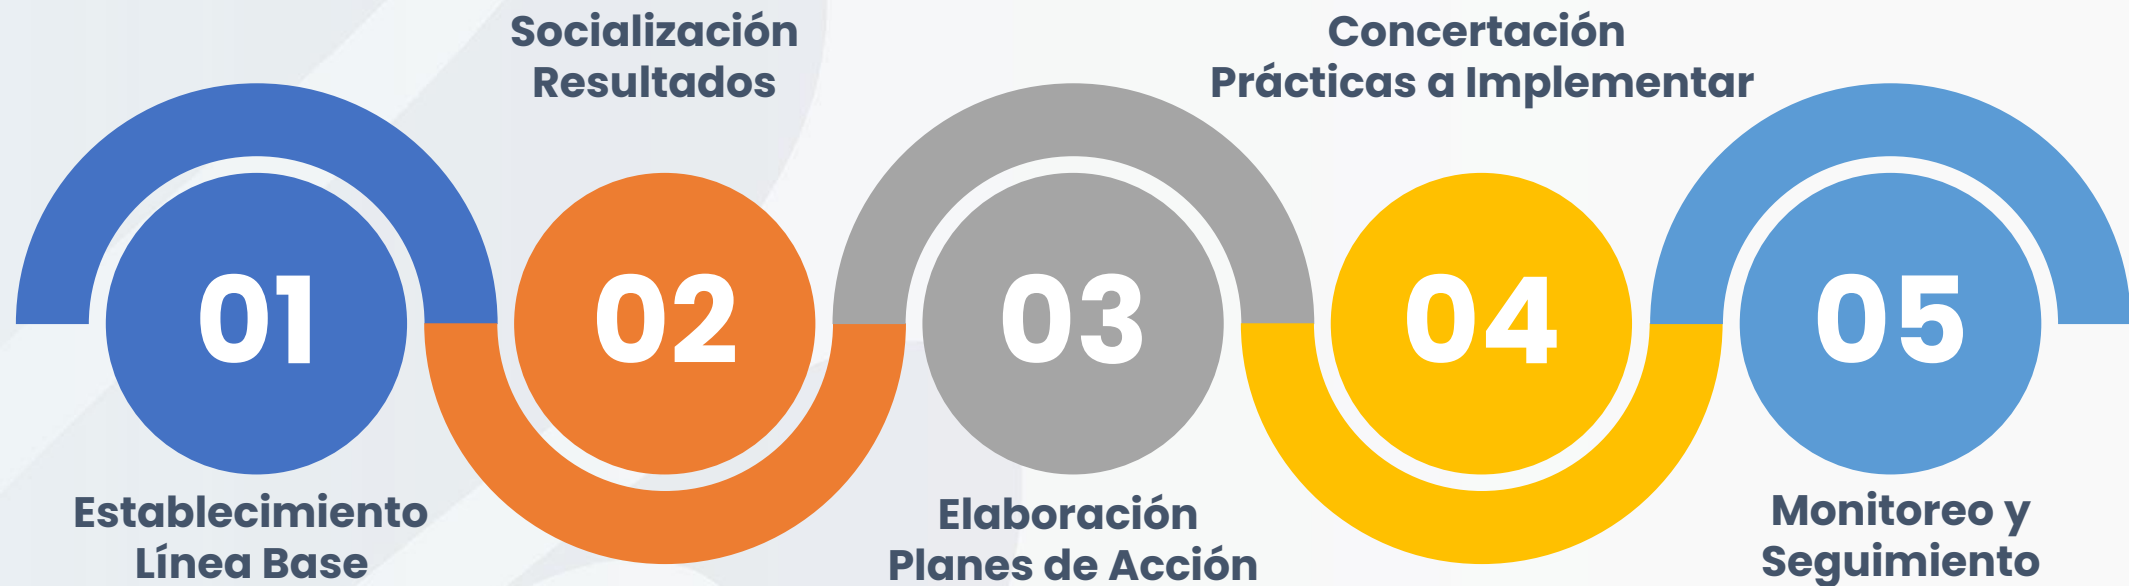 01
Establecimiento
Línea Base
Socialización
Resultados
02
03
Elaboración
Planes de Acción
Concertación
Prácticas a Implementar
04
05
Monitoreo y
Seguimiento